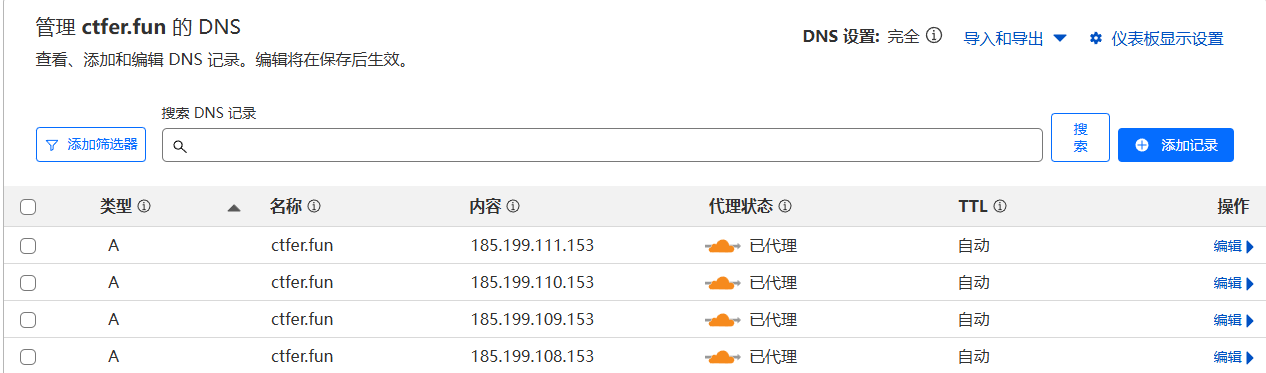 管理 ctfer.fun 的 DNS
查看、添加和编辑 DNS 记录。编辑将在保存后生效。
DNS 设置: 完全 导入和导出 仪表板显示设置
搜索 DNS 记录
添加筛选器 搜索 添加记录
类型 名称 内容 代理状态 TTL 操作
A ctfer.fun 185.199.111.153 已代理 自动 编辑
A ctfer.fun 185.199.110.153 已代理 自动 编辑
A ctfer.fun 185.199.109.153 已代理 自动 编辑
A ctfer.fun 185.199.108.153 已代理 自动 编辑